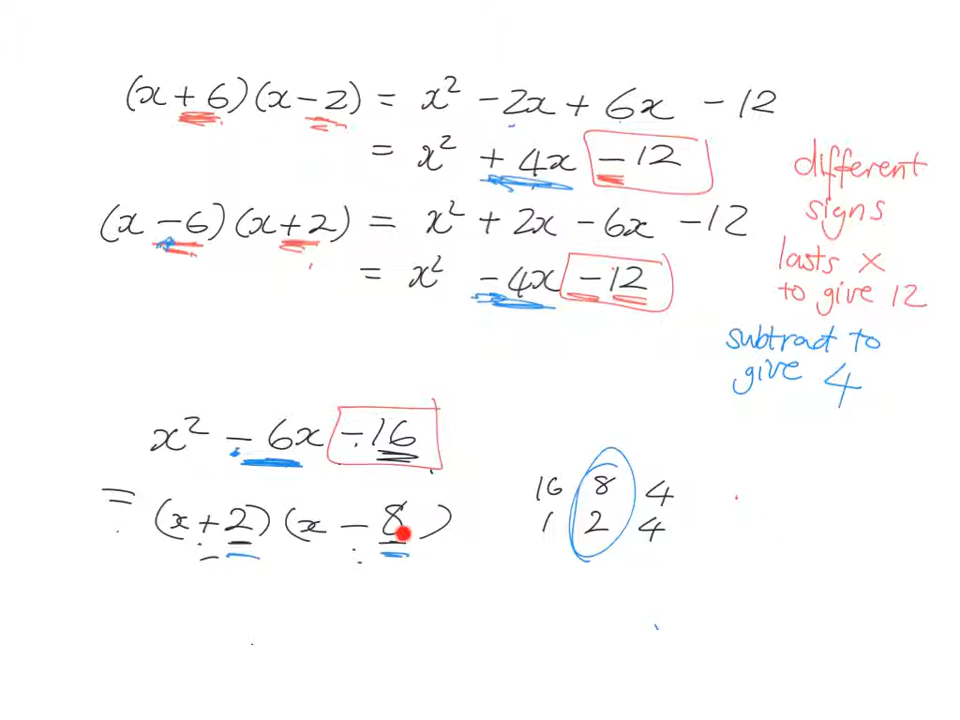 (x + 6)(x - 2) = x² - 2x + 6x - 12
= x² + 4x - 12
(x - 6)(x + 2) = x² + 2x - 6x - 12
= x² - 4x - 12
different
signs
lasts x
to give 12
subtract to
give 4
x² - 6x - 16
= (x + 2)(x - 8)
16 8 4
1 2 4